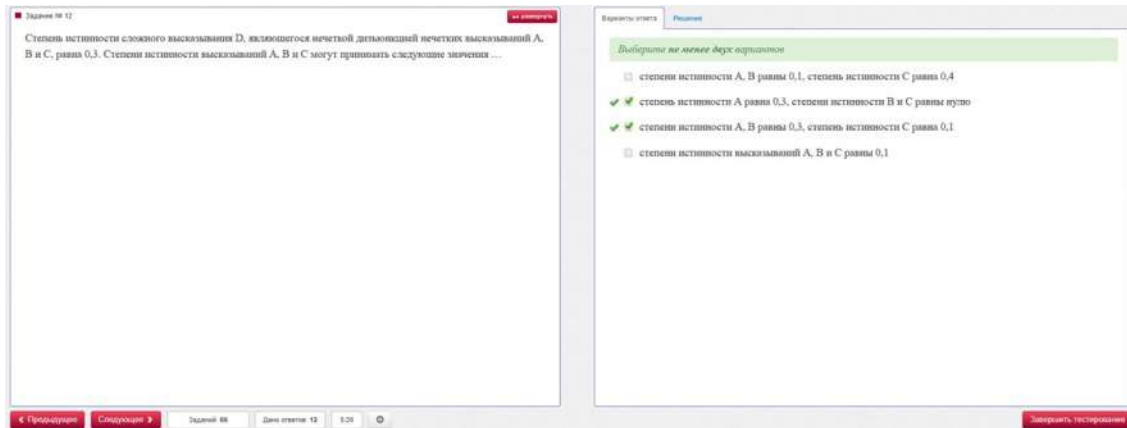 Задание № 12
развернуть
Степень истинности сложного высказывания D, являющегося нечеткой дизъюнкцией нечетких высказываний A,
B и C, равна 0,3. Степени истинности высказываний A, B и C могут принимать следующие значения …
Варианты ответа
Решение
Выберите не менее двух вариантов
степени истинности A, B равны 0,1, степень истинности C равна 0,4
степень истинности A равна 0,3, степени истинности B и C равны нулю
степени истинности A, B равны 0,3, степень истинности C равна 0,1
степени истинности высказываний A, B и C равны 0,1
Предыдущее
Следующее
Заданий
Дано ответов 12
Завершить тестирование